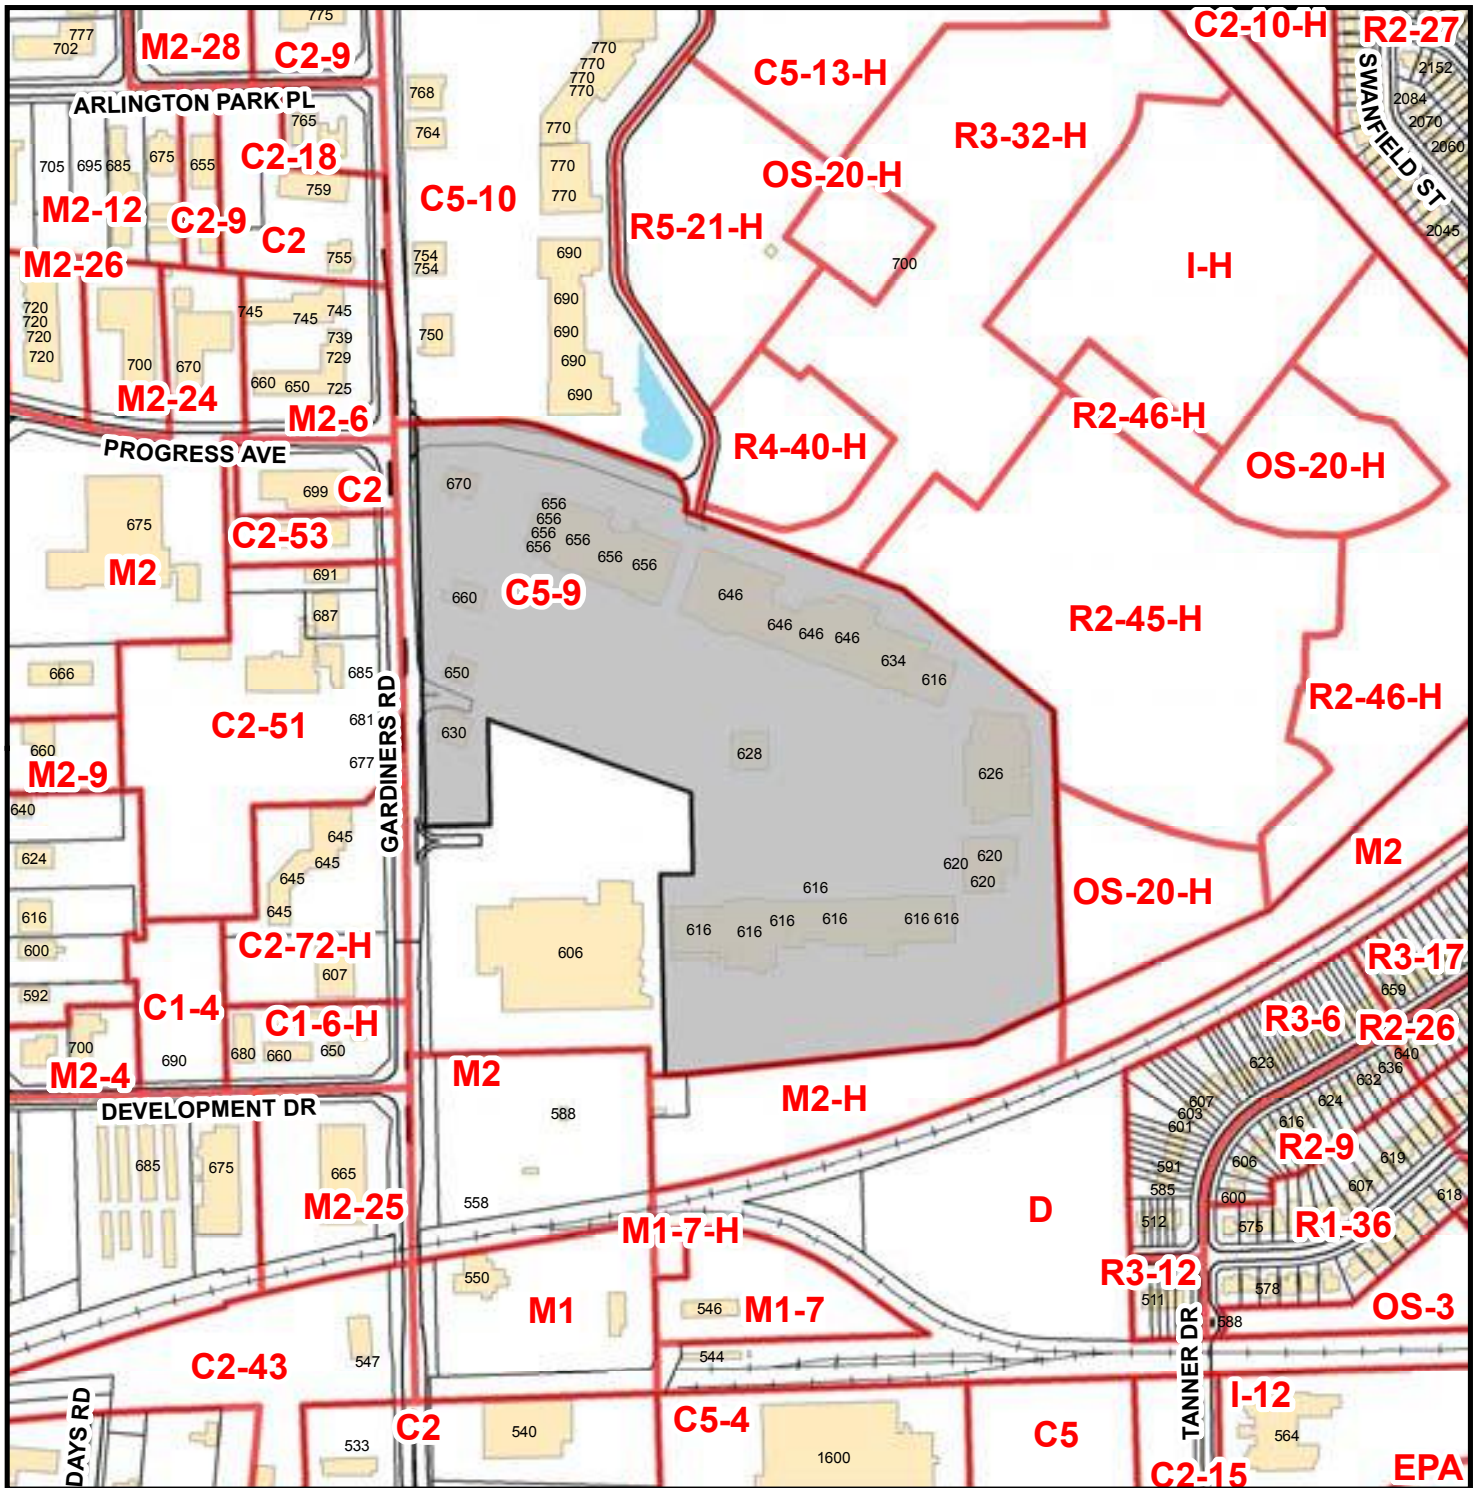 775
777
702
M2-28
C2-9
C2-10-H
R2-27
SWANFIELD ST
2152
2084
2070
2060
2045
ARLINGTON PARK PL
768
764
770
770
770
770
770
770
770
C5-13-H
R3-32-H
705
695
685
675
655
765
C2-18
759
M2-12
C2-9
C2
755
C5-10
754
754
OS-20-H
R5-21-H
700
I-H
M2-26
720
720
720
720
700
670
M2-24
745
745
745
739
729
725
660
650
M2-6
750
690
690
690
690
690
R4-40-H
R2-46-H
OS-20-H
PROGRESS AVE
675
M2
699
C2
C2-53
691
687
670
656
656
656
656
656
656
656
C5-9
660
646
646
646
646
634
616
R2-45-H
R2-46-H
666
660
M2-9
640
624
C2-51
685
681
677
GARDINERS RD
650
630
628
626
620
620
620
616
616
616
616
616
616
616
606
M2
OS-20-H
645
645
645
645
C2-72-H
607
616
600
592
C1-4
C1-6-H
700
M2-4
690
680
660
650
DEVELOPMENT DR
M2
588
558
M2-H
R3-17
659
R3-6
R2-26
640
636
632
624
623
616
607
603
601
591
585
512
606
600
575
R2-9
619
607
618
R1-36
685
675
665
M2-25
M1-7-H
D
550
M1
546
M1-7
544
R3-12
511
578
588
OS-3
TANNER DR
C2-43
547
DAYS RD
533
C2
540
C5-4
1600
C5
C2-15
I-12
564
EPA